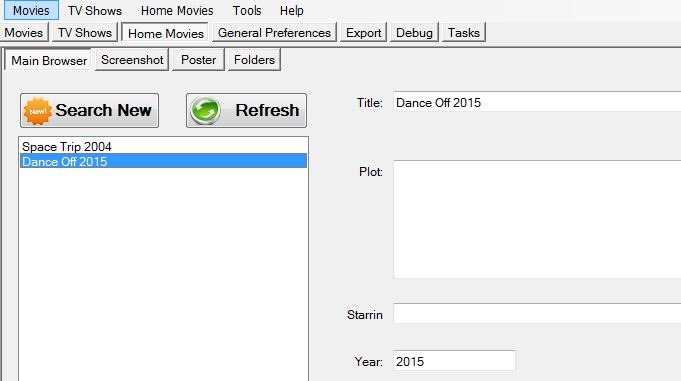 Movies TV Shows Home Movies Tools Help
Movies TV Shows Home Movies General Preferences Export Debug Tasks
Main Browser Screenshot Poster Folders
New! Search New Refresh
Title: Dance Off 2015
Space Trip 2004
Dance Off 2015
Plot:
Starrin
Year: 2015